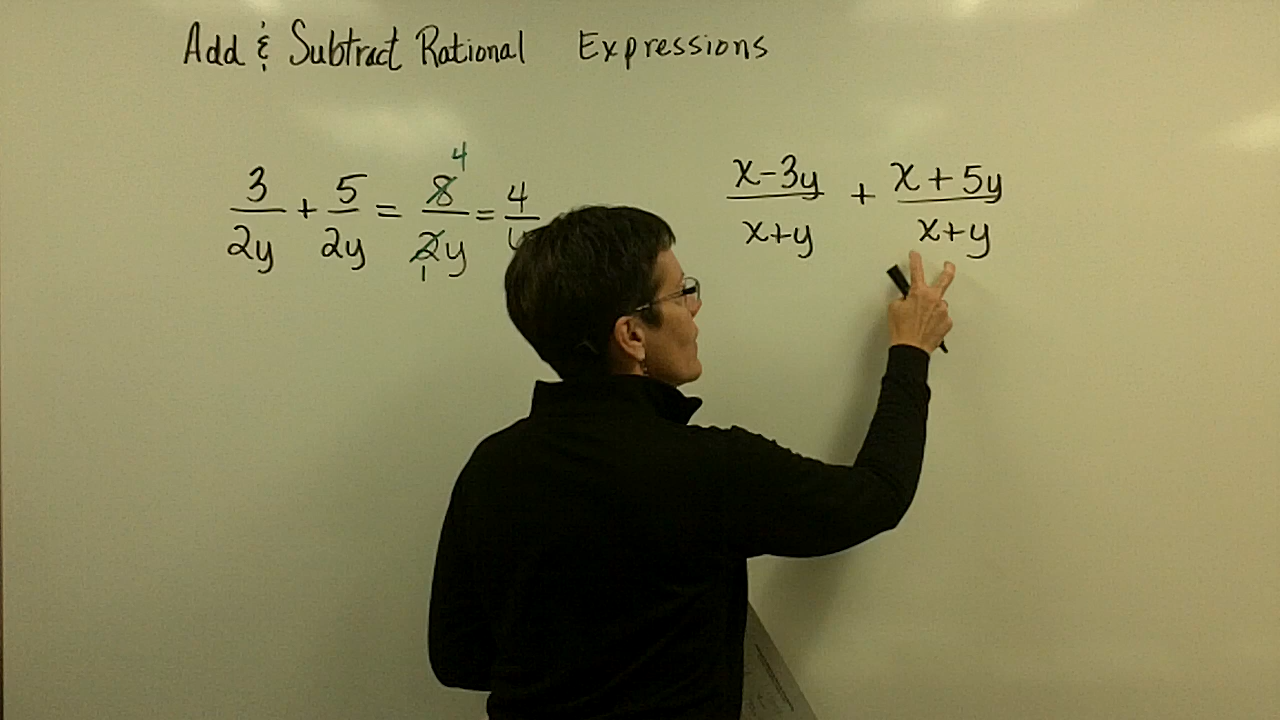 Add & Subtract Rational Expressions
3/2y + 5/2y = 8/2y = 4/
4
1
x-3y/x+y + x+5y/x+y